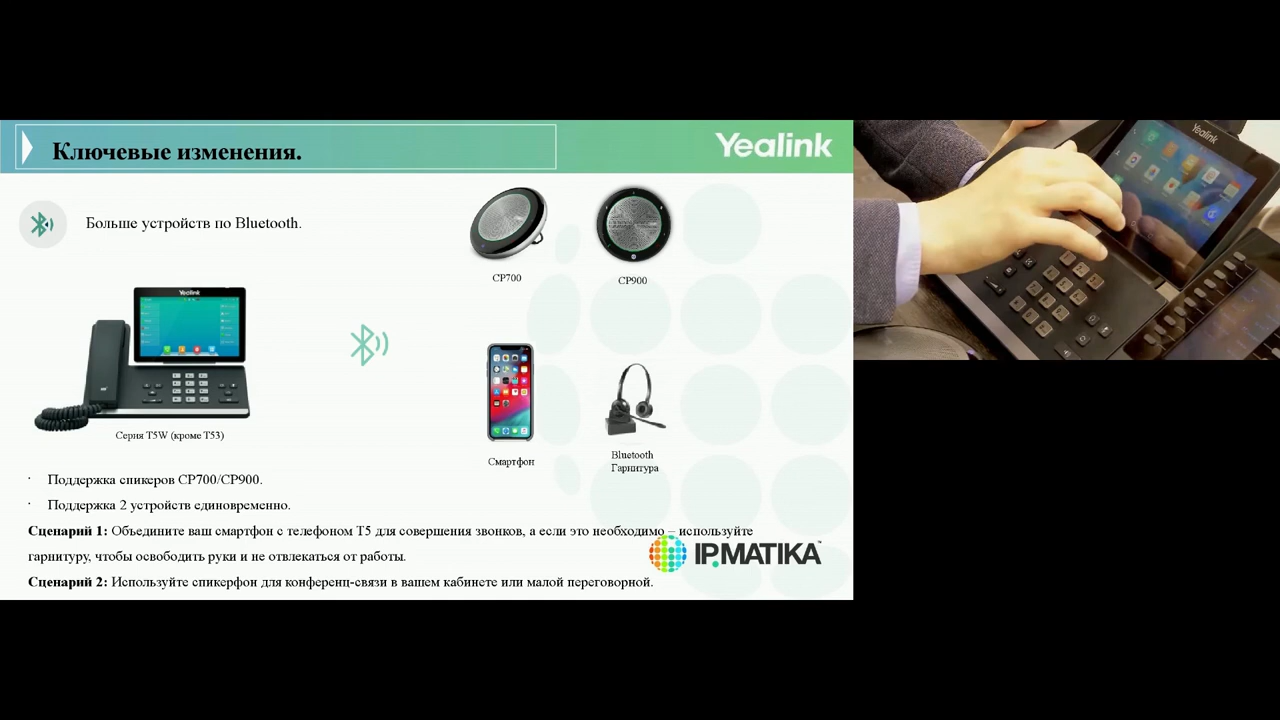 Ключевые изменения.
Yealink
Yealink
Больше устройств по Bluetooth.
CP700
CP900
Yealink
Серия T5W (кроме T53)
Смартфон
Bluetooth
Гарнитура
· Поддержка спикеров CP700/CP900.
· Поддержка 2 устройств единовременно.
Сценарий 1: Объедините ваш смартфон с телефоном T5 для совершения звонков, а если это необходимо – используйте
гарнитуру, чтобы освободить руки и не отвлекаться от работы.
IPMATIKA™
Сценарий 2: Используйте спикерфон для конференц-связи в вашем кабинете или малой переговорной.